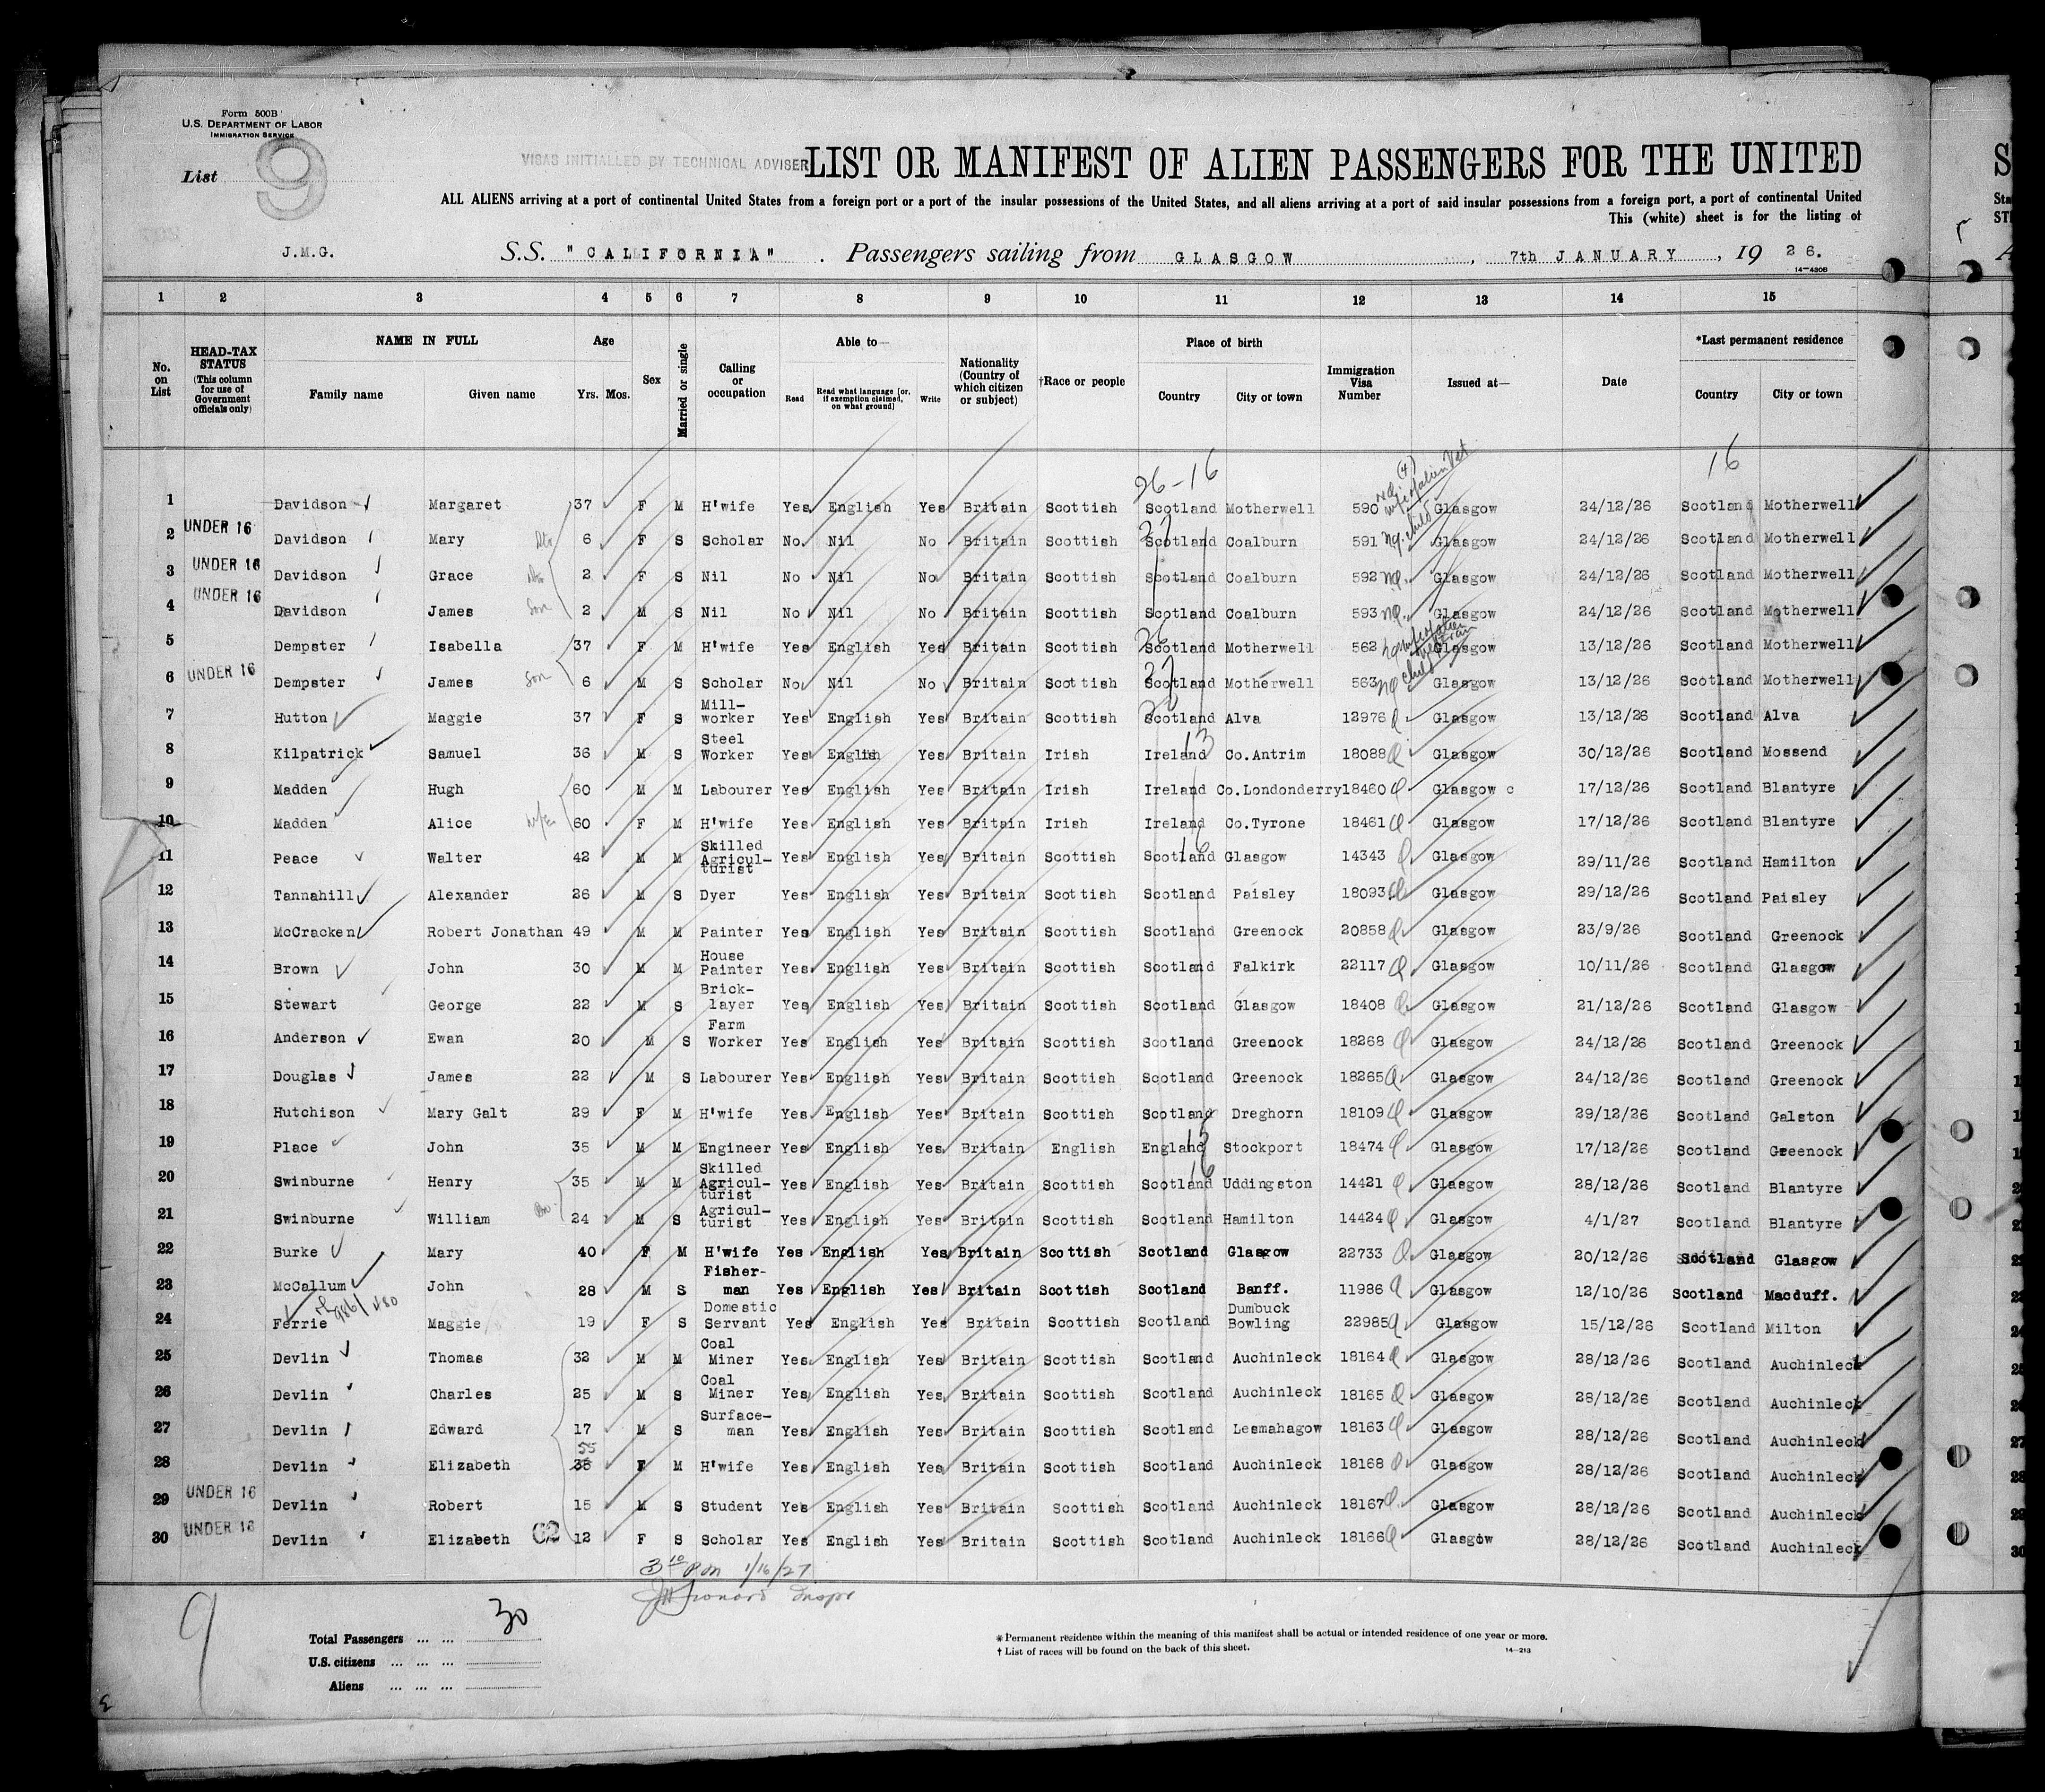 Form 500B
U.S. DEPARTMENT OF LABOR
IMMIGRATION SERVICE
List 9
VISAS INITIALLED BY TECHNICAL ADVISER
LIST OR MANIFEST OF ALIEN PASSENGERS FOR THE UNITED
ALL ALIENS arriving at a port of continental United States from a foreign port or a port of the insular possessions of the United States, and all aliens arriving at a port of said insular possessions from a foreign port, a port of continental United
This (white) sheet is for the listing of
J.M.G. S.S. "CALIFORNIA" . Passengers sailing from GLASGOW , 7th JANUARY , 19 26.
14-430B
1 2 3 4 5 6 7 8 9 10 11 12 13 14 15
No. on List
HEAD-TAX STATUS (This column for use of Government officials only)
NAME IN FULL
Family name Given name
Age
Yrs. Mos.
Sex
Married or single
Calling or occupation
Able to—
Read Read what language [or, if exemption claimed, on what ground] Write
Nationality (Country of which citizen or subject)
†Race or people
Place of birth
Country City or town
Immigration Visa Number
Issued at—
Date
*Last permanent residence
Country City or town
26-16 16
1 Davidson Margaret 37 F M H'wife Yes English Yes Britain Scottish Scotland Motherwell 590 Glasgow 24/12/26 Scotland Motherwell
2 UNDER 16 Davidson Mary 6 F S Scholar No. Nil No Britain Scottish Scotland Coalburn 591 Glasgow 24/12/26 Scotland Motherwell
3 UNDER 16 Davidson Grace 2 F S Nil No Nil No Britain Scottish Scotland Coalburn 592 Glasgow 24/12/26 Scotland Motherwell
4 UNDER 16 Davidson James Son 2 M S Nil No Nil No Britain Scottish Scotland Coalburn 593 Glasgow 24/12/26 Scotland Motherwell
5 Dempster Isabella 37 F M H'wife Yes English Yes Britain Scottish Scotland Motherwell 562 Glasgow 13/12/26 Scotland Motherwell
6 UNDER 16 Dempster James Son 6 M S Scholar No. Nil No Britain Scottish Scotland Motherwell 563 Glasgow 13/12/26 Scotland Motherwell
7 Hutton Maggie 37 F S Mill-worker Yes English Yes Britain Scottish Scotland Alva 12976 Glasgow 13/12/26 Scotland Alva
8 Kilpatrick Samuel 36 M S Steel Worker Yes English Yes Britain Irish Ireland Co.Antrim 18088 Glasgow 30/12/26 Scotland Mossend
9 Madden Hugh 60 M M Labourer Yes English Yes Britain Irish Ireland Co.Londonderry 18460 Glasgow c 17/12/26 Scotland Blantyre
10 Madden Alice wife 60 F M H'wife Yes English Yes Britain Irish Ireland Co.Tyrone 18461 Glasgow 17/12/26 Scotland Blantyre
11 Peace Walter 42 M M Skilled Agricul-turist Yes English Yes Britain Scottish Scotland Glasgow 14343 Glasgow 29/11/26 Scotland Hamilton
12 Tannahill Alexander 26 M S Dyer Yes English Yes Britain Scottish Scotland Paisley 18093 Glasgow 29/12/26 Scotland Paisley
13 McCracken Robert Jonathan 49 M M Painter Yes English Yes Britain Scottish Scotland Greenock 20858 Glasgow 23/9/26 Scotland Greenock
14 Brown John 30 M M House Painter Yes English Yes Britain Scottish Scotland Falkirk 22117 Glasgow 10/11/26 Scotland Glasgow
15 Stewart George 22 M S Brick-layer Yes English Yes Britain Scottish Scotland Glasgow 18408 Glasgow 21/12/26 Scotland Glasgow
16 Anderson Ewan 20 M S Farm Worker Yes English Yes Britain Scottish Scotland Greenock 18268 Glasgow 24/12/26 Scotland Greenock
17 Douglas James 22 M S Labourer Yes English Yes Britain Scottish Scotland Greenock 18265 Glasgow 24/12/26 Scotland Greenock
18 Hutchison Mary Galt 29 F M H'wife Yes English Yes Britain Scottish Scotland Dreghorn 18109 Glasgow 29/12/26 Scotland Galston
19 Place John 35 M M Engineer Yes English Yes Britain English England Stockport 18474 Glasgow 17/12/26 Scotland Greenock
20 Swinburne Henry 35 M M Skilled Agricul-turist Yes English Yes Britain Scottish Scotland Uddingston 14421 Glasgow 28/12/26 Scotland Blantyre
21 Swinburne William 24 M S Agricul-turist Yes English Yes Britain Scottish Scotland Hamilton 14424 Glasgow 4/1/27 Scotland Blantyre
22 Burke Mary 40 F M H'wife Yes English Yes Britain Scottish Scotland Glasgow 22733 Glasgow 20/12/26 Scotland Glasgow
23 McCallum John 28 M S Fisher-man Yes English Yes Britain Scottish Scotland Banff. 11986 Glasgow 12/10/26 Scotland Macduff.
24 Ferrie Maggie 19 F S Domestic Servant Yes English Yes Britain Scottish Scotland Dumbuck Bowling 22985 Glasgow 15/12/26 Scotland Milton
25 Devlin Thomas 32 M M Coal Miner Yes English Yes Britain Scottish Scotland Auchinleck 18164 Glasgow 28/12/26 Scotland Auchinleck
26 Devlin Charles 25 M S Coal Miner Yes English Yes Britain Scottish Scotland Auchinleck 18165 Glasgow 28/12/26 Scotland Auchinleck
27 Devlin Edward 17 M S Surface-man Yes English Yes Britain Scottish Scotland Lesmahagow 18163 Glasgow 28/12/26 Scotland Auchinleck
28 Devlin Elizabeth 55 F M H'wife Yes English Yes Britain Scottish Scotland Auchinleck 18168 Glasgow 28/12/26 Scotland Auchinleck
29 UNDER 16 Devlin Robert 15 M S Student Yes English Yes Britain Scottish Scotland Auchinleck 18167 Glasgow 28/12/26 Scotland Auchinleck
30 UNDER 16 Devlin Elizabeth 62 12 F S Scholar Yes English Yes Britain Scottish Scotland Auchinleck 18166 Glasgow 28/12/26 Scotland Auchinleck
3 10 PM 1/16/27
9
Total Passengers ... ... 30
U.S. citizens ... ... ...
Aliens ... ... ...
* Permanent residence within the meaning of this manifest shall be actual or intended residence of one year or more.
† List of races will be found on the back of this sheet.
14-213